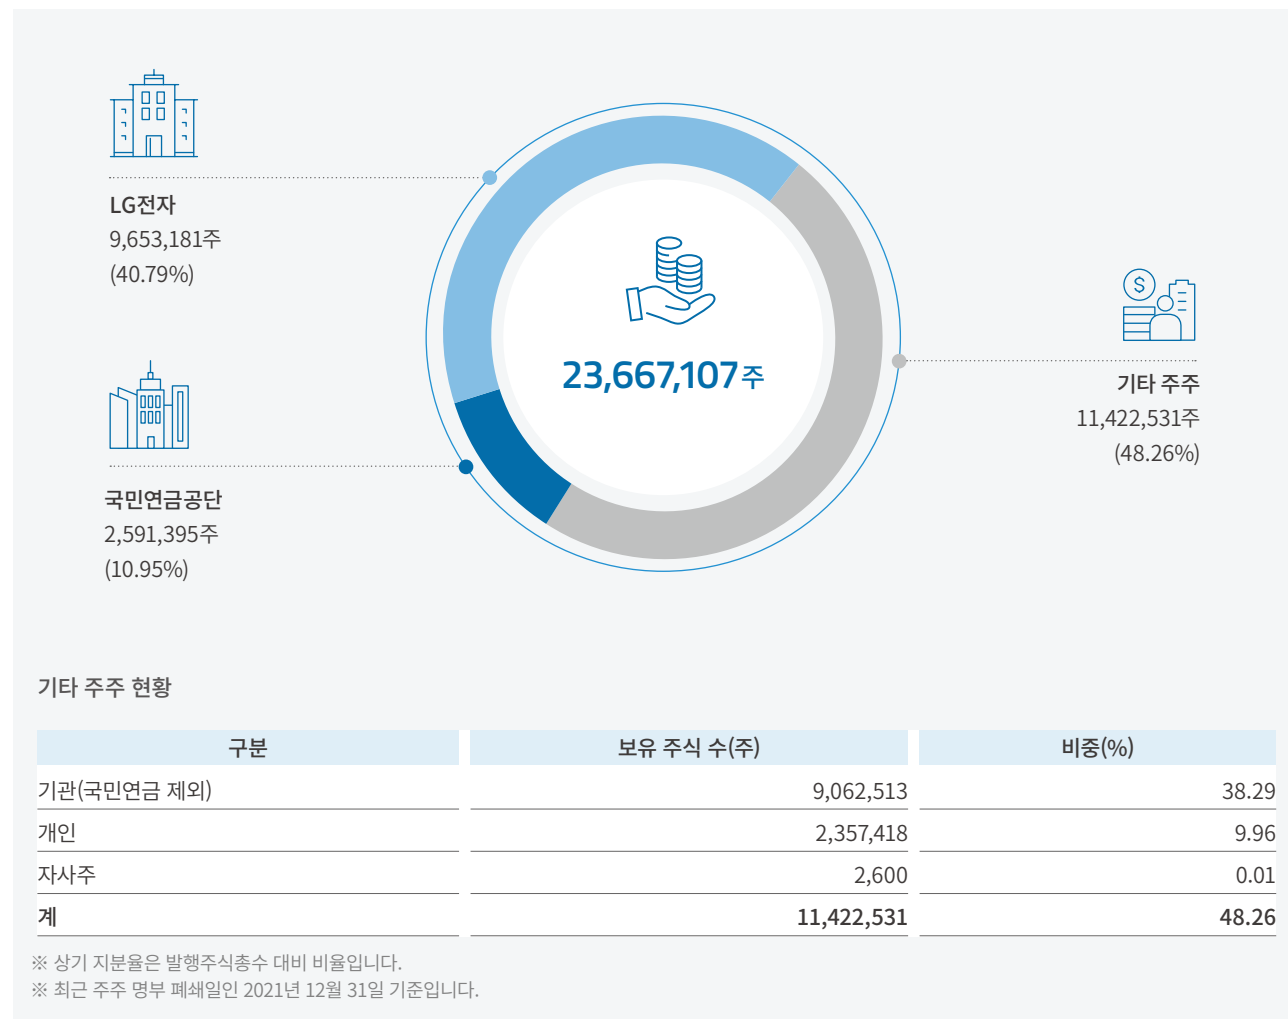 LG전자
9,653,181주
(40.79%)
국민연금공단
2,591,395주
(10.95%)
23,667,107주
$
기타 주주
11,422,531주
(48.26%)
기타 주주 현황
구분 보유 주식 수(주) 비중(%)
기관(국민연금 제외) 9,062,513 38.29
개인 2,357,418 9.96
자사주 2,600 0.01
계 11,422,531 48.26
※ 상기 지분율은 발행주식총수 대비 비율입니다.
※ 최근 주주 명부 폐쇄일인 2021년 12월 31일 기준입니다.